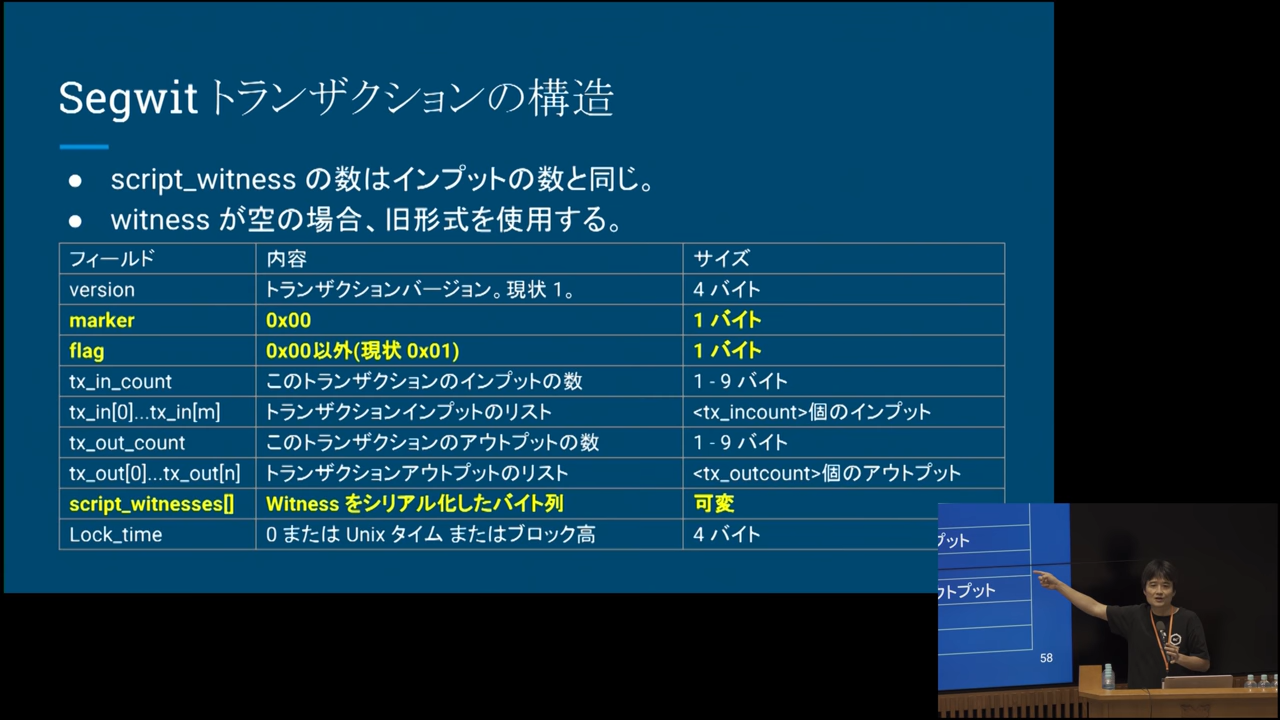 Segwit トランザクションの構造
● script_witness の数はインプットの数と同じ。
● witness が空の場合、旧形式を使用する。
フィールド 内容 サイズ
version トランザクションバージョン。現状 1。 4 バイト
marker 0x00 1 バイト
flag 0x00以外(現状 0x01) 1 バイト
tx_in_count このトランザクションのインプットの数 1 - 9 バイト
tx_in[0]...tx_in[m] トランザクションインプットのリスト <tx_incount>個のインプット
tx_out_count このトランザクションのアウトプットの数 1 - 9 バイト
tx_out[0]...tx_out[n] トランザクションアウトプットのリスト <tx_outcount>個のアウトプット
script_witnesses[] Witness をシリアル化したバイト列 可変
Lock_time 0 または Unix タイム またはブロック高 4 バイト
プット
ウトプット
58